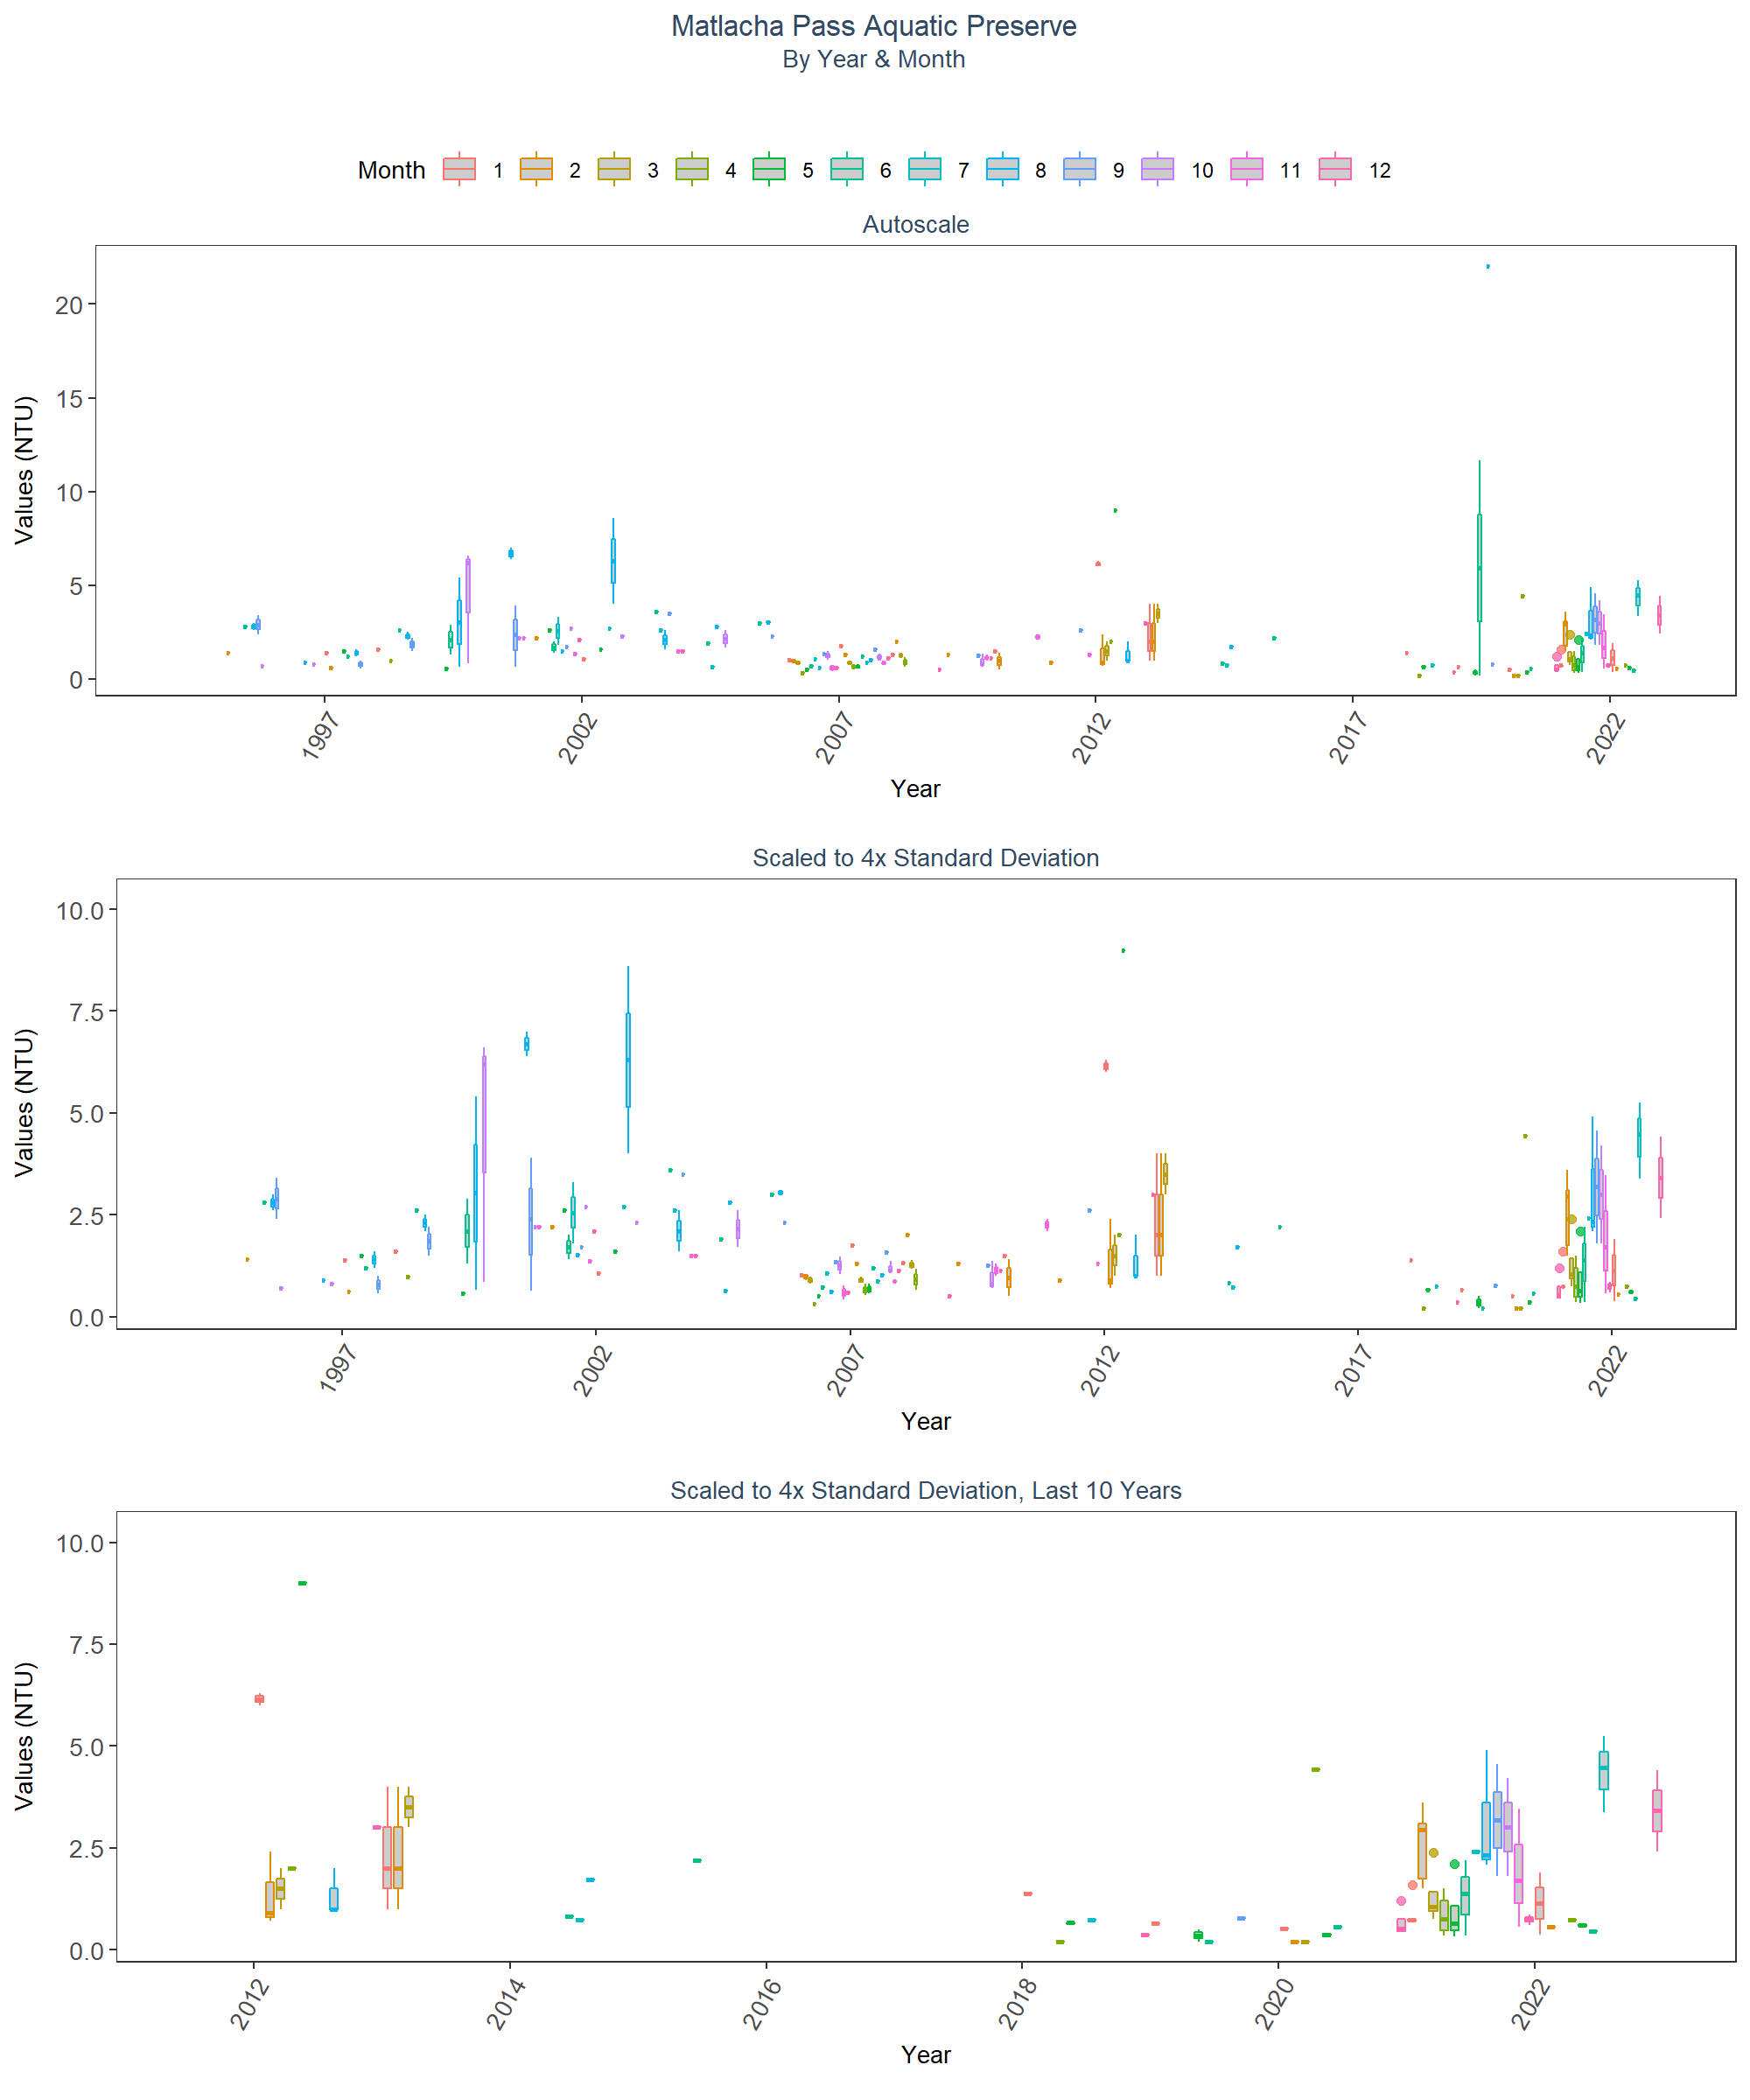 Matlacha Pass Aquatic Preserve
By Year & Month
Month 1 2 3 4 5 6 7 8 9 10 11 12
Autoscale
Values (NTU)
20
15
10
5
0
1997 2002 2007 2012 2017 2022
Year
Scaled to 4x Standard Deviation
Values (NTU)
10.0
7.5
5.0
2.5
0.0
1997 2002 2007 2012 2017 2022
Year
Scaled to 4x Standard Deviation, Last 10 Years
Values (NTU)
10.0
7.5
5.0
2.5
0.0
2012 2014 2016 2018 2020 2022
Year